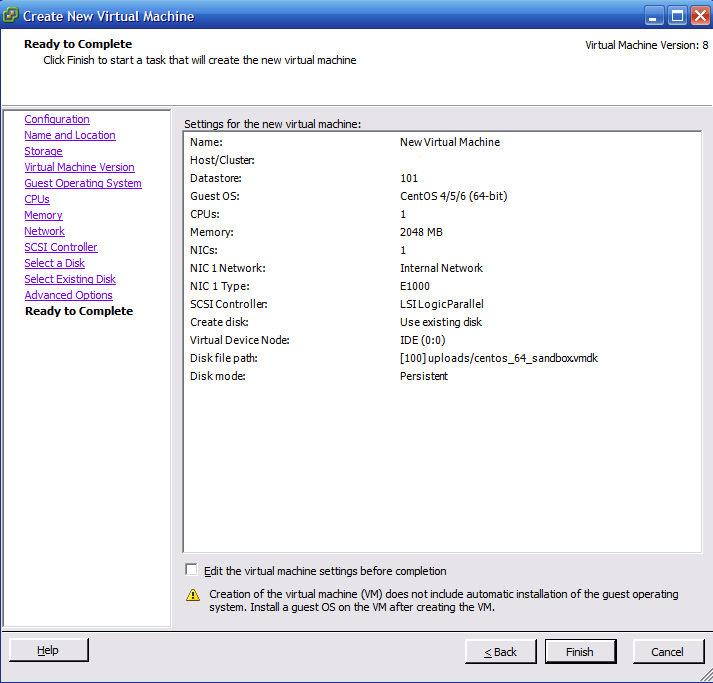 Create New Virtual Machine
Ready to Complete
Click Finish to start a task that will create the new virtual machine
Virtual Machine Version: 8
Configuration
Name and Location
Storage
Virtual Machine Version
Guest Operating System
CPUs
Memory
Network
SCSI Controller
Select a Disk
Select Existing Disk
Advanced Options
Ready to Complete
Settings for the new virtual machine:
Name: New Virtual Machine
Host/Cluster:
Datastore: 101
Guest OS: CentOS 4/5/6 (64-bit)
CPUs: 1
Memory: 2048 MB
NICs: 1
NIC 1 Network: Internal Network
NIC 1 Type: E1000
SCSI Controller: LSI Logic Parallel
Create disk: Use existing disk
Virtual Device Node: IDE (0:0)
Disk file path: [100] uploads/centos_64_sandbox.vmdk
Disk mode: Persistent
Edit the virtual machine settings before completion
Creation of the virtual machine (VM) does not include automatic installation of the guest operating
system. Install a guest OS on the VM after creating the VM.
Help
< Back
Finish
Cancel